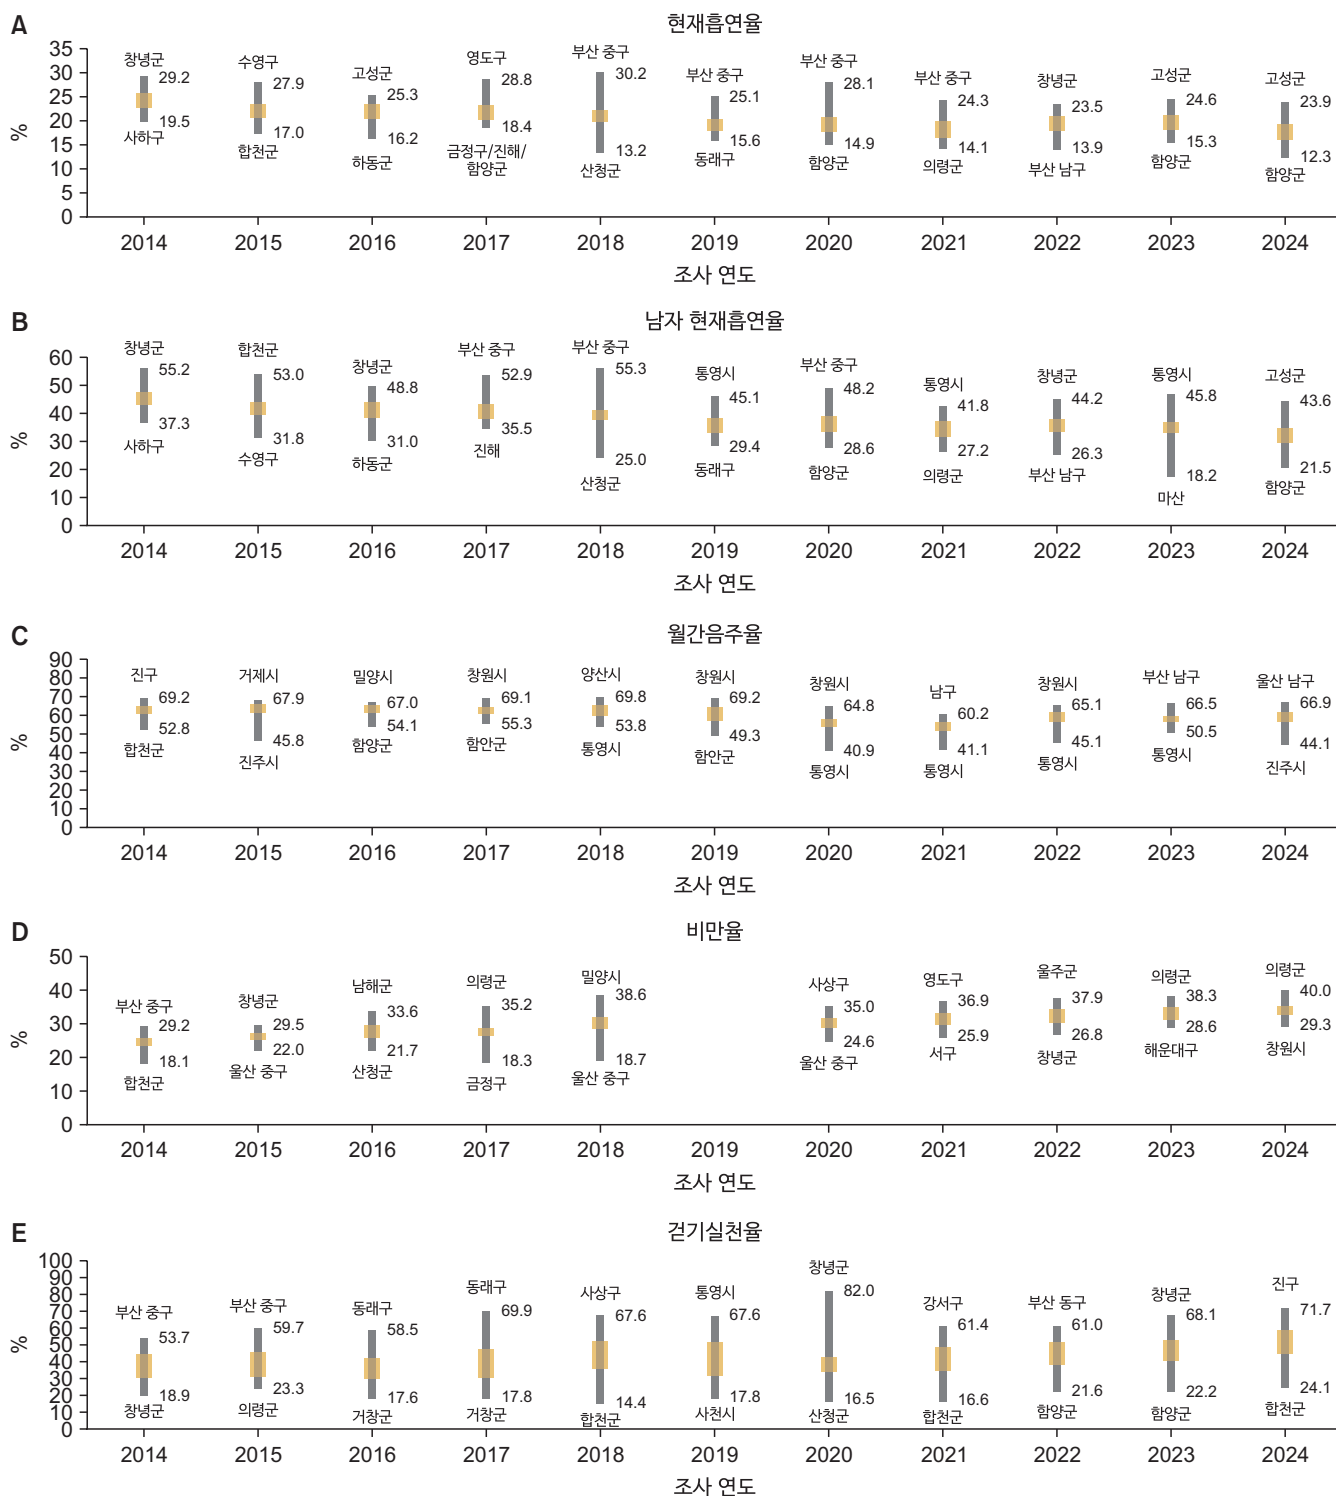 A 현재흡연율
35
30
25
20
15
10
5
0
%
창녕군 29.2 19.5 사하구
수영구 27.9 17.0 합천군
고성군 25.3 16.2 하동군
영도구 28.8 18.4 금정구/진해/
함양군
부산 중구 30.2 13.2 산청군
부산 중구 25.1 15.6 동래구
부산 중구 28.1 14.9 함양군
부산 중구 24.3 14.1 의령군
창녕군 23.5 13.9 부산 남구
고성군 24.6 15.3 함양군
고성군 23.9 12.3 함양군
2014 2015 2016 2017 2018 2019 2020 2021 2022 2023 2024
조사 연도
B 남자 현재흡연율
60
50
40
30
20
10
0
%
창녕군 55.2 37.3 사하구
합천군 53.0 31.8 수영구
창녕군 48.8 31.0 하동군
부산 중구 52.9 35.5 진해
부산 중구 55.3 25.0 산청군
통영시 45.1 29.4 동래구
부산 중구 48.2 28.6 함양군
통영시 41.8 27.2 의령군
창녕군 44.2 26.3 부산 남구
통영시 45.8 18.2 마산
고성군 43.6 21.5 함양군
2014 2015 2016 2017 2018 2019 2020 2021 2022 2023 2024
조사 연도
C 월간음주율
90
80
70
60
50
40
30
20
10
0
%
진구 69.2 52.8 합천군
거제시 67.9 45.8 진주시
밀양시 67.0 54.1 함양군
창원시 69.1 55.3 함안군
양산시 69.8 53.8 통영시
창원시 69.2 49.3 함안군
창원시 64.8 40.9 통영시
남구 60.2 41.1 통영시
창원시 65.1 45.1 통영시
부산 남구 66.5 50.5 통영시
울산 남구 66.9 44.1 진주시
2014 2015 2016 2017 2018 2019 2020 2021 2022 2023 2024
조사 연도
D 비만율
50
40
30
20
10
0
%
부산 중구 29.2 18.1 합천군
창녕군 29.5 22.0 울산 중구
남해군 33.6 21.7 산청군
의령군 35.2 18.3 금정구
밀양시 38.6 18.7 울산 중구
사상구 35.0 24.6 울산 중구
영도구 36.9 25.9 서구
울주군 37.9 26.8 창녕군
의령군 38.3 28.6 해운대구
의령군 40.0 29.3 창원시
2014 2015 2016 2017 2018 2019 2020 2021 2022 2023 2024
조사 연도
E 걷기실천율
100
90
80
70
60
50
40
30
20
10
0
%
부산 중구 53.7 18.9 창녕군
부산 중구 59.7 23.3 의령군
동래구 58.5 17.6 거창군
동래구 69.9 17.8 거창군
사상구 67.6 14.4 합천군
통영시 67.6 17.8 사천시
창녕군 82.0 16.5 산청군
강서구 61.4 16.6 합천군
부산 동구 61.0 21.6 함양군
창녕군 68.1 22.2 함양군
진구 71.7 24.1 합천군
2014 2015 2016 2017 2018 2019 2020 2021 2022 2023 2024
조사 연도